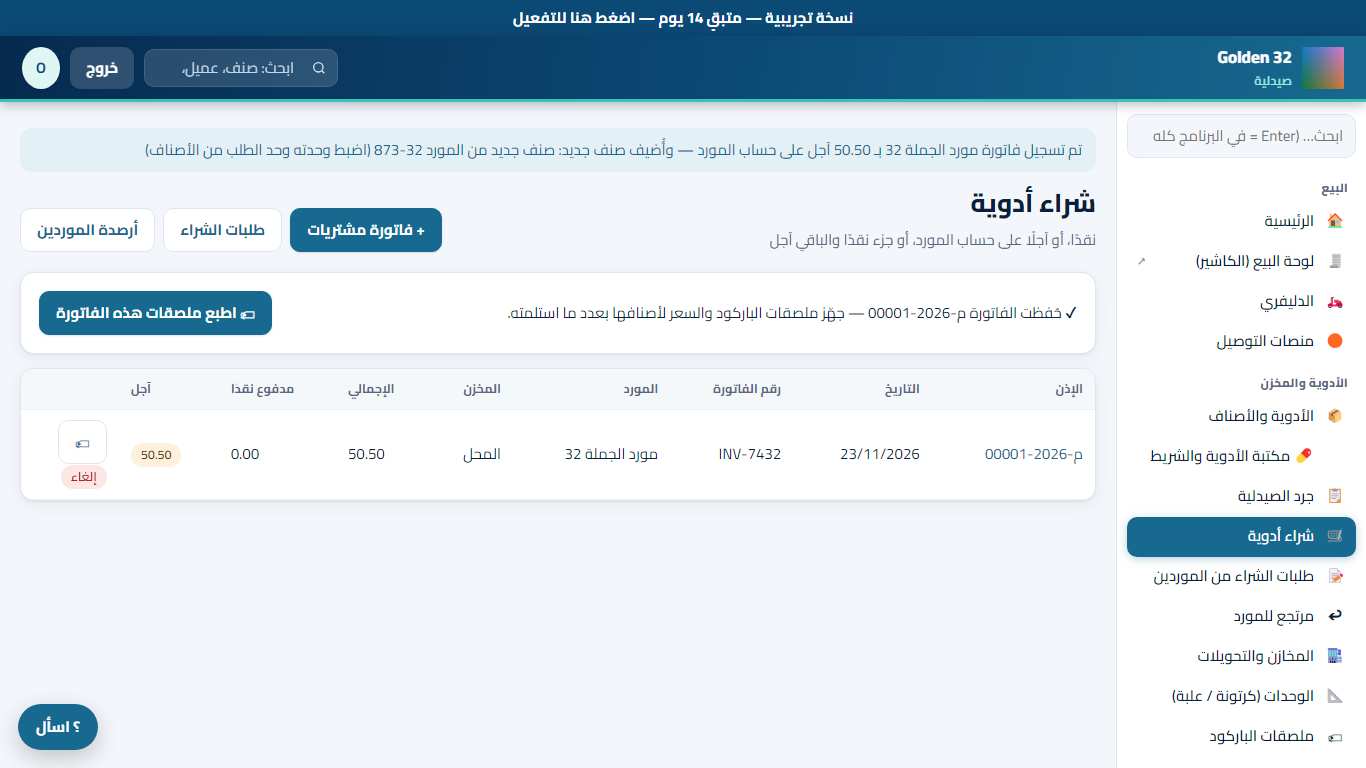 نسخة تجريبية — متبقٍ 14 يوم — اضغط هنا للتفعيل
Golden 32
صيدلية
ابحث: صنف، عميل،
خروج
O
ابحث... (Enter = في البرنامج كله
البيع
الرئيسية
لوحة البيع (الكاشير)
الدليفري
منصات التوصيل
الأدوية والمخزن
الأدوية والأصناف
مكتبة الأدوية والشريط
جرد الصيدلية
شراء أدوية
طلبات الشراء من الموردين
مرتجع للمورد
المخازن والتحويلات
الوحدات (كرتونة / علبة)
ملصقات الباركود
تم تسجيل فاتورة مورد الجملة 32 بـ 50.50 آجل على حساب المورد — وأُضيف صنف جديد: صنف جديد من المورد 32-873 (اضبط وحدته وحد الطلب من الأصناف)
شراء أدوية
نقدًا، أو آجلًا على حساب المورد، أو جزء نقدًا والباقي آجل
+ فاتورة مشتريات
طلبات الشراء
أرصدة الموردين
✓ حُفظت الفاتورة م-2026-00001 — جهّز ملصقات الباركود والسعر لأصنافها بعدد ما استلمته.
اطبع ملصقات هذه الفاتورة
الإذن التاريخ رقم الفاتورة المورد المخزن الإجمالي مدفوع نقدا آجل
م-2026-00001 23/11/2026 INV-7432 مورد الجملة 32 المحل 50.50 0.00 50.50
إلغاء
؟ اسأل